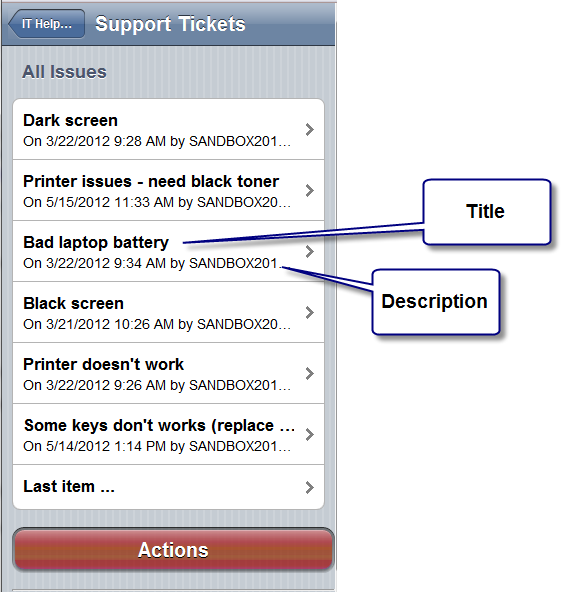 IT Help...
Support Tickets
All Issues
Dark screen
On 3/22/2012 9:28 AM by SANDBOX201...
Printer issues - need black toner
On 5/15/2012 11:33 AM by SANDBOX201...
Bad laptop battery
On 3/22/2012 9:34 AM by SANDBOX201...
Black screen
On 3/21/2012 10:26 AM by SANDBOX20...
Printer doesn't work
On 3/22/2012 9:26 AM by SANDBOX201...
Some keys don't works (replace ...
On 5/14/2012 1:14 PM by SANDBOX201...
Last item ...
Actions
Title
Description